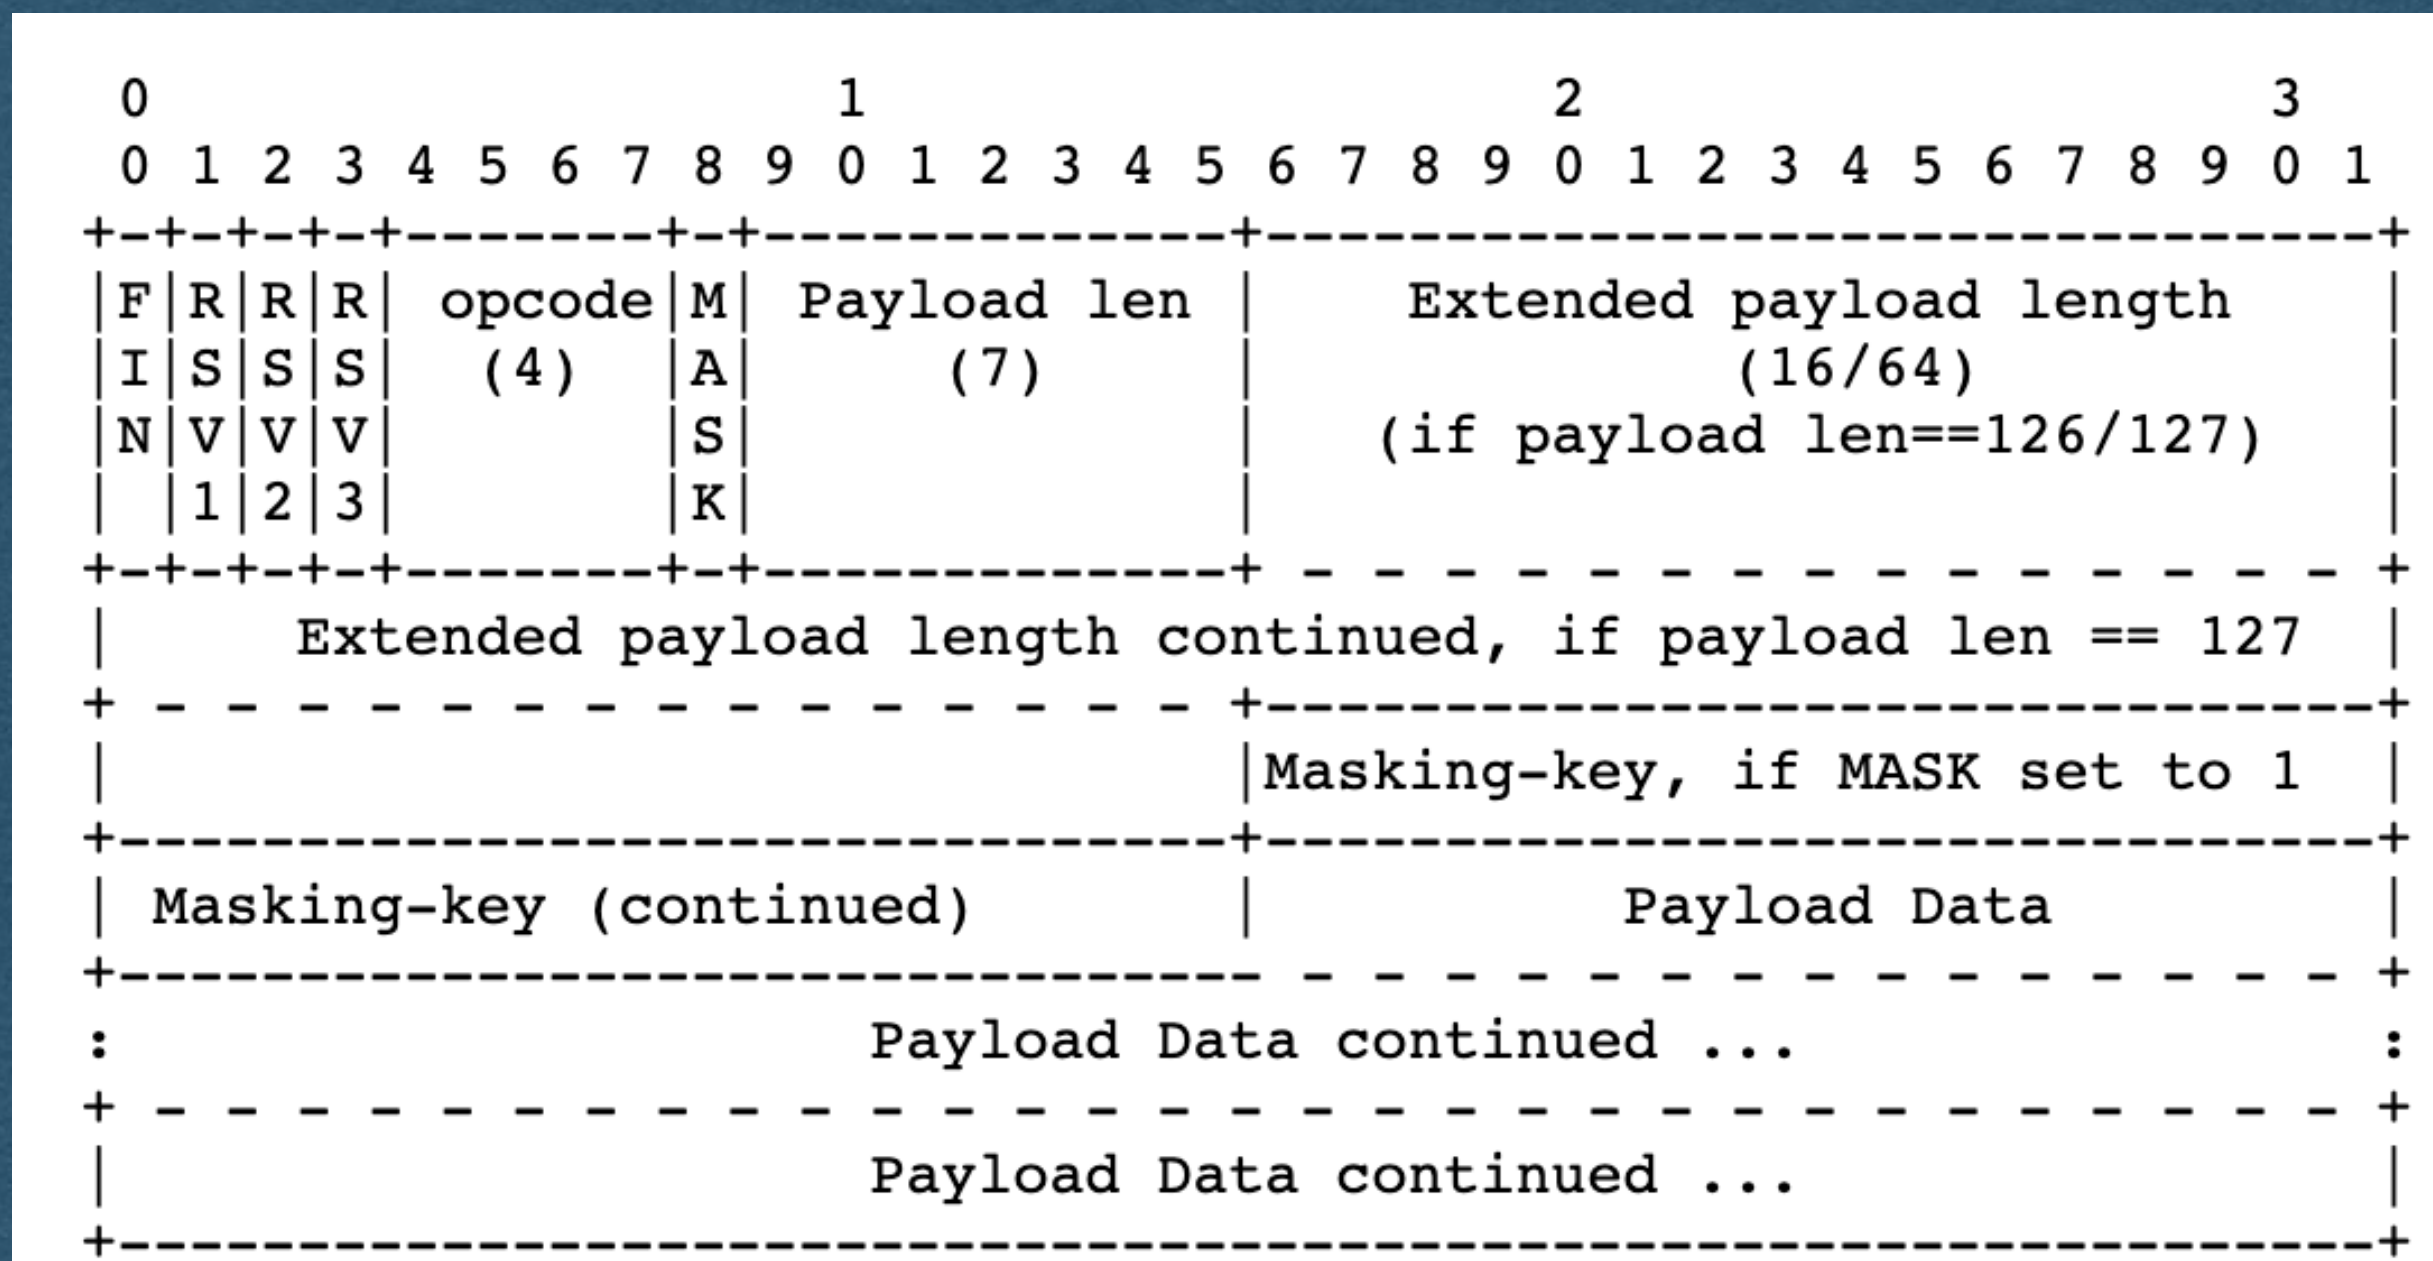 0                   1                   2                   3
 0 1 2 3 4 5 6 7 8 9 0 1 2 3 4 5 6 7 8 9 0 1 2 3 4 5 6 7 8 9 0 1
+-+-+-+-+-------+-+-------------+-------------------------------+
|F|R|R|R| opcode|M| Payload len |    Extended payload length    |
|I|S|S|S|  (4)  |A|     (7)     |             (16/64)           |
|N|V|V|V|       |S|             |   (if payload len==126/127)   |
| |1|2|3|       |K|             |                               |
+-+-+-+-+-------+-+-------------+ - - - - - - - - - - - - - - - +
|     Extended payload length continued, if payload len == 127  |
+ - - - - - - - - - - - - - - - +-------------------------------+
|                               |Masking-key, if MASK set to 1  |
+-------------------------------+-------------------------------+
| Masking-key (continued)       |          Payload Data         |
+-------------------------------- - - - - - - - - - - - - - - - +
:                     Payload Data continued ...                :
+ - - - - - - - - - - - - - - - - - - - - - - - - - - - - - - - +
|                     Payload Data continued ...                |
+---------------------------------------------------------------+